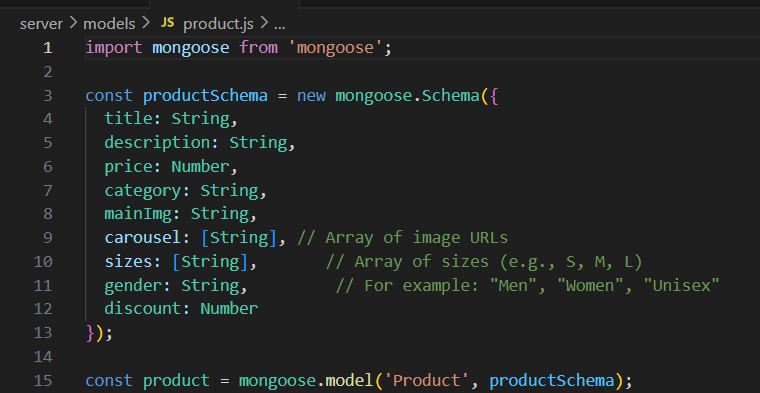 server > models > JS product.js > ...
1 import mongoose from 'mongoose';
2
3 const productSchema = new mongoose.Schema({
4   title: String,
5   description: String,
6   price: Number,
7   category: String,
8   mainImg: String,
9   carousel: [String], // Array of image URLs
10   sizes: [String],       // Array of sizes (e.g., S, M, L)
11   gender: String,         // For example: "Men", "Women", "Unisex"
12   discount: Number
13 });
14
15 const product = mongoose.model('Product', productSchema);